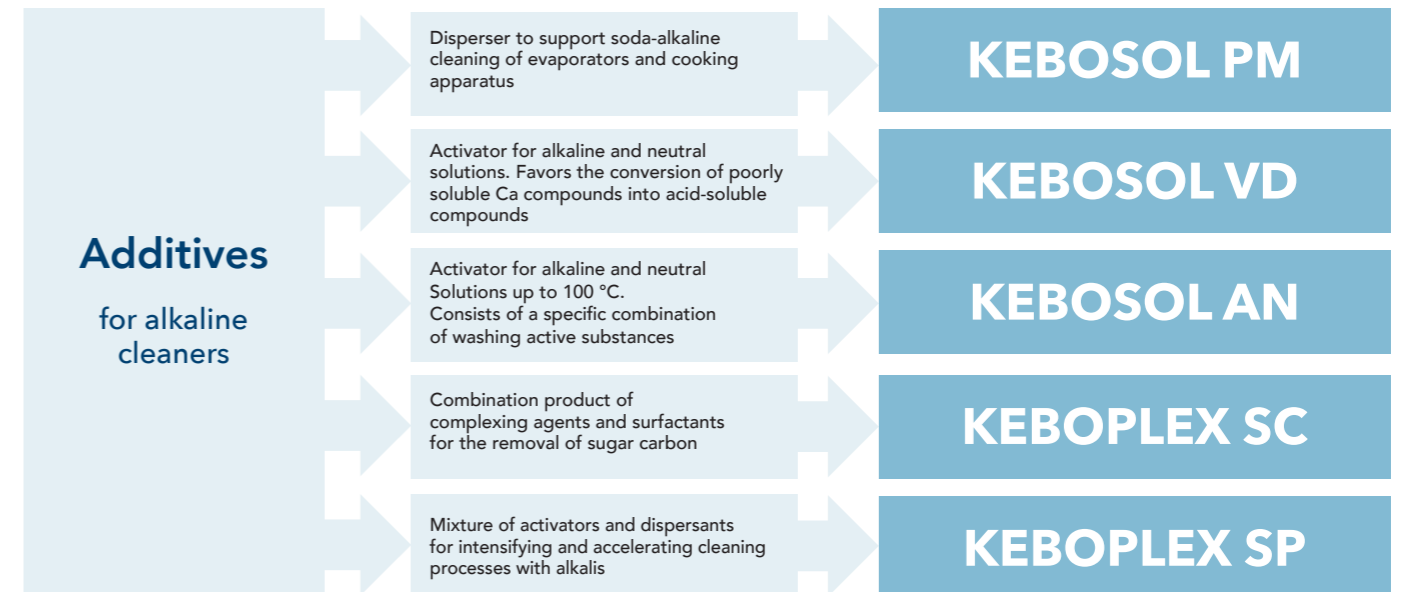 Additives
for alkaline
cleaners
Disperser to support soda-alkaline
cleaning of evaporators and cooking
apparatus
KEBOSOL PM
Activator for alkaline and neutral
solutions. Favors the conversion of poorly
soluble Ca compounds into acid-soluble
compounds
KEBOSOL VD
Activator for alkaline and neutral
Solutions up to 100 °C.
Consists of a specific combination
of washing active substances
KEBOSOL AN
Combination product of
complexing agents and surfactants
for the removal of sugar carbon
KEBOPLEX SC
Mixture of activators and dispersants
for intensifying and accelerating cleaning
processes with alkalis
KEBOPLEX SP